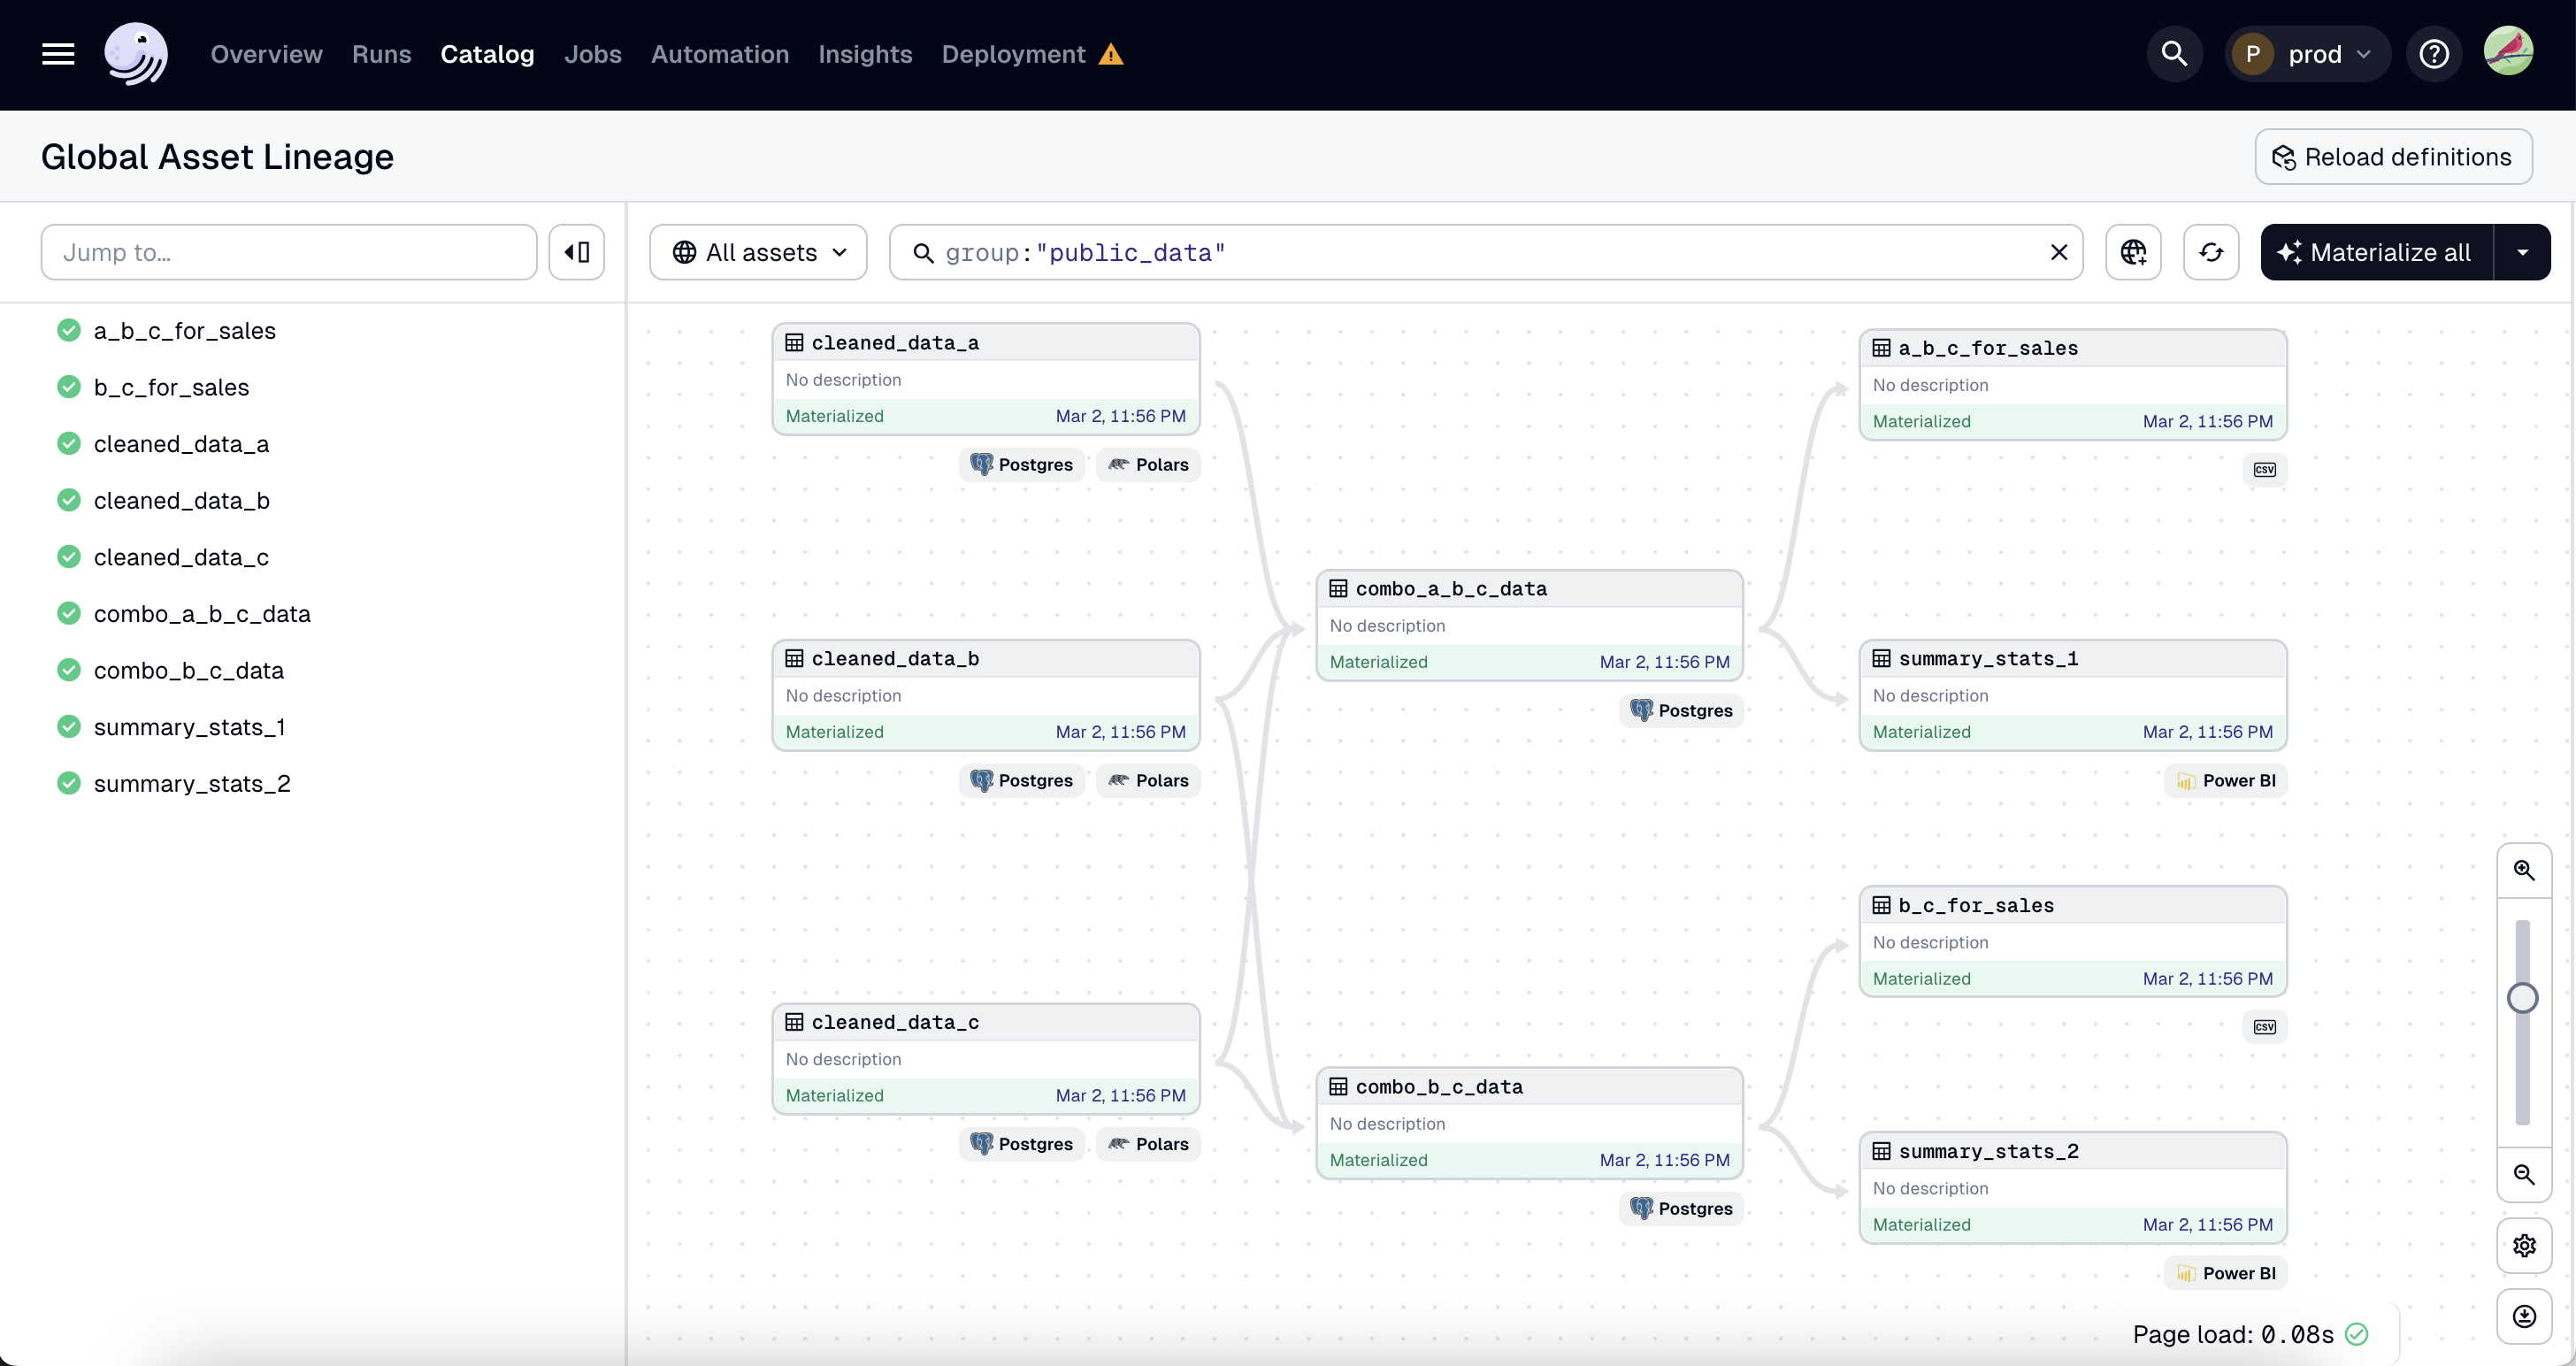 Overview Runs Catalog Jobs Automation Insights Deployment
P prod
Global Asset Lineage
Reload definitions
Jump to…
All assets
group:"public_data"
Materialize all
a_b_c_for_sales
b_c_for_sales
cleaned_data_a
cleaned_data_b
cleaned_data_c
combo_a_b_c_data
combo_b_c_data
summary_stats_1
summary_stats_2
cleaned_data_a
No description
Materialized Mar 2, 11:56 PM
Postgres Polars
cleaned_data_b
No description
Materialized Mar 2, 11:56 PM
Postgres Polars
cleaned_data_c
No description
Materialized Mar 2, 11:56 PM
Postgres Polars
combo_a_b_c_data
No description
Materialized Mar 2, 11:56 PM
Postgres
combo_b_c_data
No description
Materialized Mar 2, 11:56 PM
Postgres
a_b_c_for_sales
No description
Materialized Mar 2, 11:56 PM
CSV
summary_stats_1
No description
Materialized Mar 2, 11:56 PM
Power BI
b_c_for_sales
No description
Materialized Mar 2, 11:56 PM
CSV
summary_stats_2
No description
Materialized Mar 2, 11:56 PM
Power BI
Page load: 0.08s